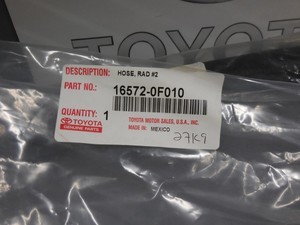 TOYOTA
DESCRIPTION: HOSE, RAD #2
PART NO.: 16572-0F010
QUANTITY: 1
TOYOTA MOTOR SALES, U.S.A., INC.
TOYOTA
GENUINE PARTS
MADE IN MEXICO
27K9